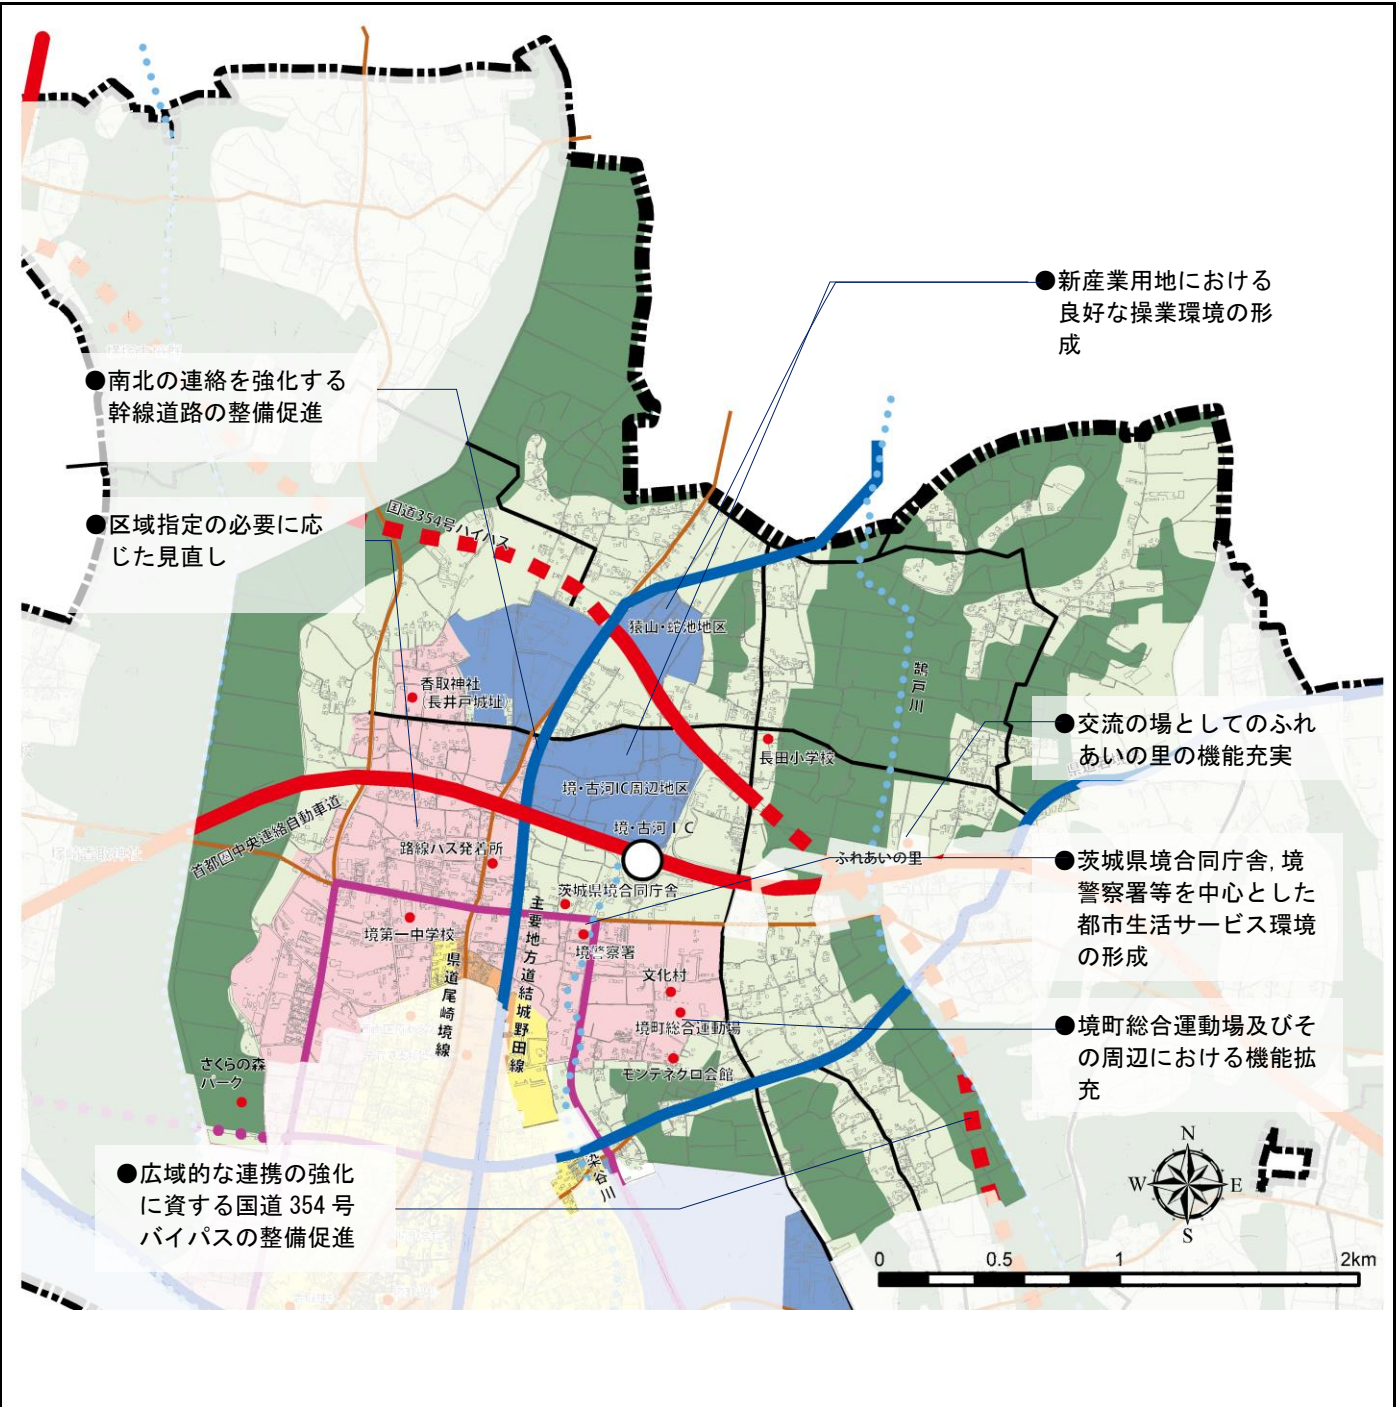 ●新産業用地における
良好な操業環境の形
成
●南北の連絡を強化する
幹線道路の整備促進
●区域指定の必要に応
じた見直し
国道354号バイパス
猿山・蛇池地区
香取神社
(長井戸城址)
鵠戸川
●交流の場としてのふれ
あいの里の機能充実
長田小学校
境・古河IC周辺地区
境・古河IC
首都圏中央連絡自動車道
路線バス発着所
ふれあいの里
●茨城県境合同庁舎,境
警察署等を中心とした
都市生活サービス環境
の形成
茨城県境合同庁舎
主要地方道結城野田線
境第一中学校
境警察署
県道尾崎境線
文化村
境町総合運動場
●境町総合運動場及びそ
の周辺における機能拡
充
モンテネグロ会館
さくらの森
パーク
染谷川
●広域的な連携の強化
に資する国道354号
バイパスの整備促進
N
W E
S
0 0.5 1 2km